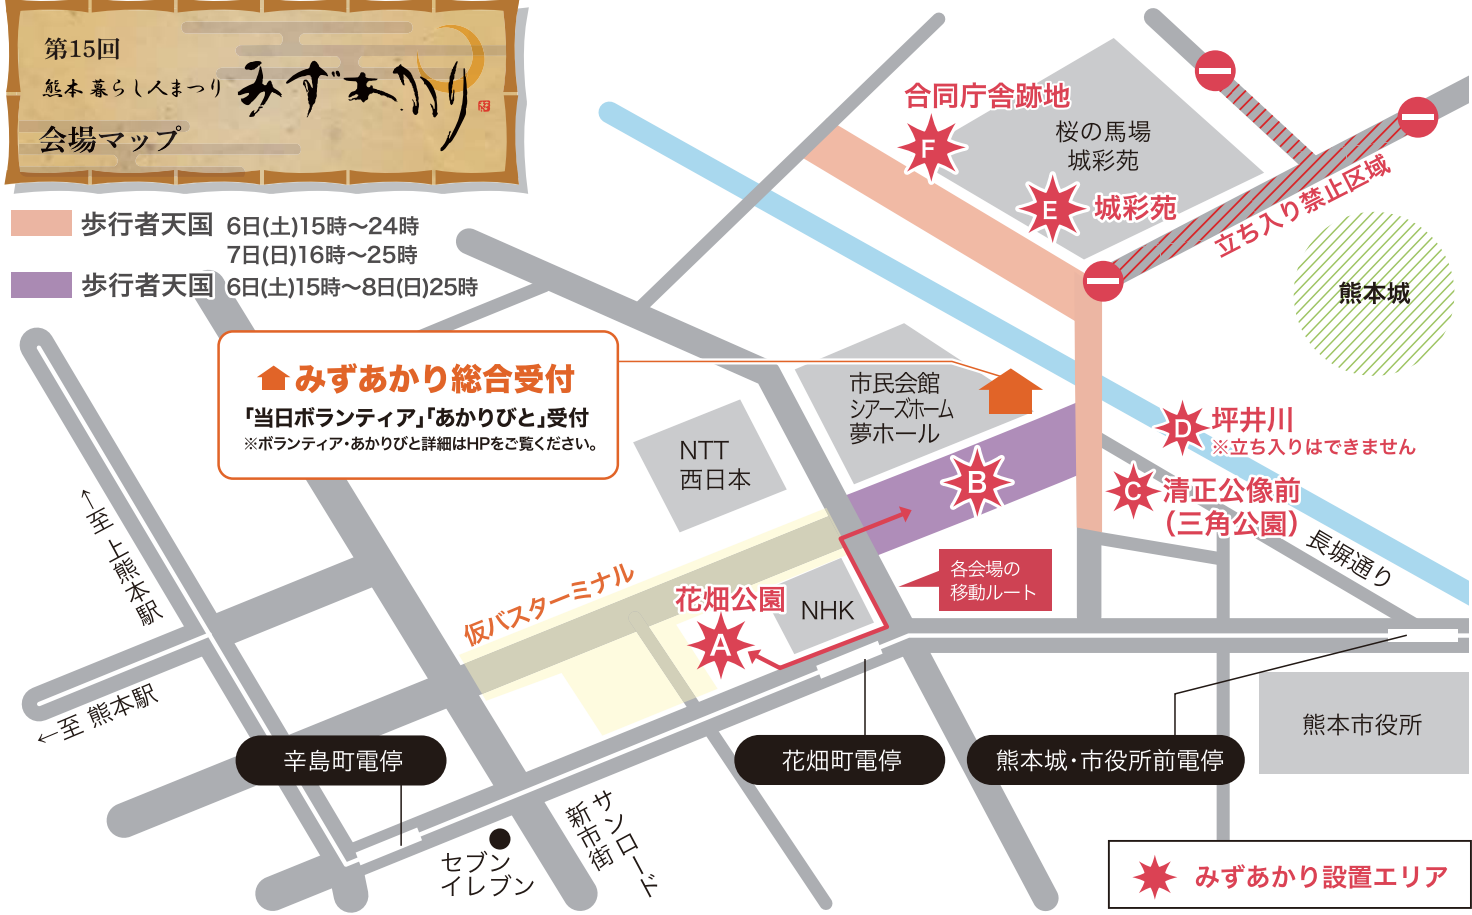 第15回
熊本 暮らし人まつり
みずあかり
会場マップ
歩行者天国 6日(土)15時～24時
7日(日)16時～25時
歩行者天国 6日(土)15時～8日(日)25時
みずあかり総合受付
「当日ボランティア」「あかりびと」受付
※ボランティア・あかりびと詳細はHPをご覧ください。
合同庁舎跡地
F
桜の馬場
城彩苑
E
城彩苑
立ち入り禁止区域
熊本城
市民会館
シアーズホーム
夢ホール
NTT
西日本
B
D
坪井川
※立ち入りはできません
C
清正公像前
（三角公園）
長塀通り
←至 上熊本駅
←至 熊本駅
仮バスターミナル
花畑公園
A
NHK
各会場の
移動ルート
熊本市役所
辛島町電停
花畑町電停
熊本城・市役所前電停
セブン
イレブン
サンロード
新市街
みずあかり設置エリア